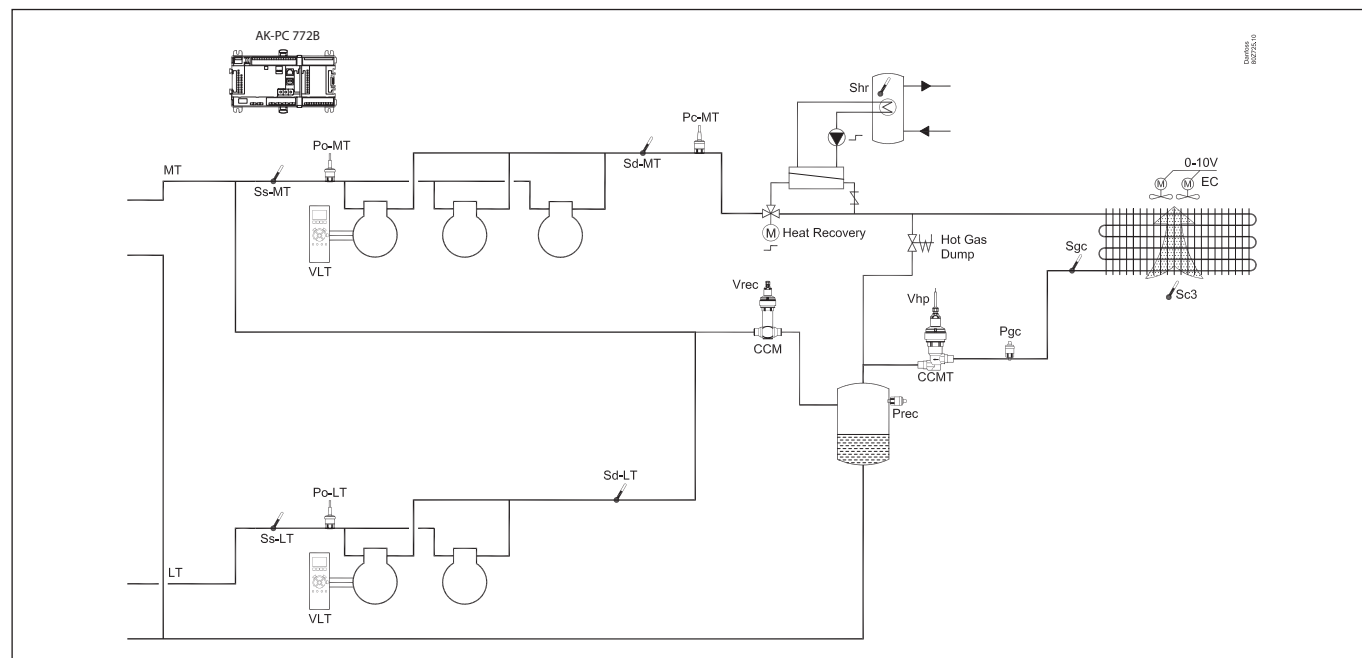 AK-PC 772B
Danfoss
80Z725.10
Shr
Pc-MT
Po-MT
Sd-MT
0-10V
MT
Ss-MT
M
M
EC
M
Heat Recovery
Hot Gas
Dump
Sgc
VLT
Vrec
Vhp
Sc3
Pgc
CCM
CCMT
Prec
Sd-LT
Po-LT
Ss-LT
LT
VLT